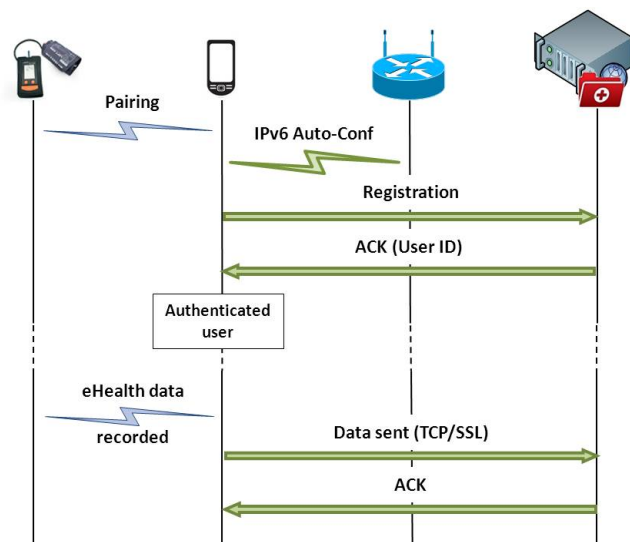 Pairing
IPv6 Auto-Conf
Registration
ACK (User ID)
Authenticated
user
eHealth data
recorded
Data sent (TCP/SSL)
ACK